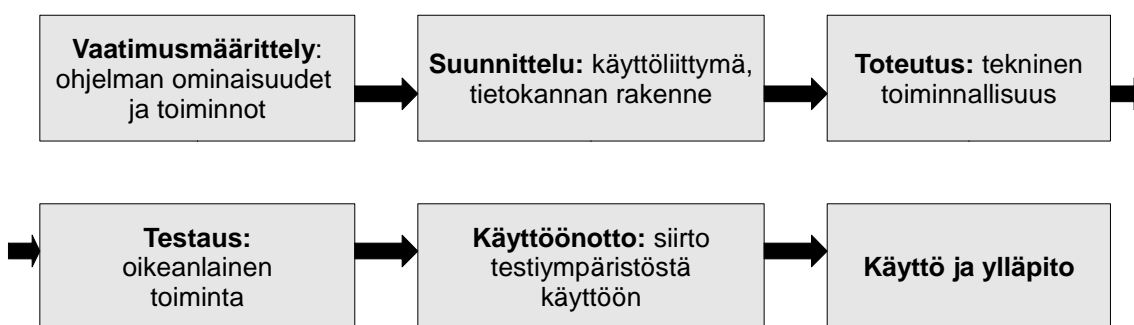 Vaatimusmäärittely:
ohjelman ominaisuudet
ja toiminnot
Suunnittelu: käyttöliittymä,
tietokannan rakenne
Toteutus: tekninen
toiminnallisuus
Testaus:
oikeanlainen
toiminta
Käyttöönotto: siirto
testiympäristöstä
käyttöön
Käyttö ja ylläpito